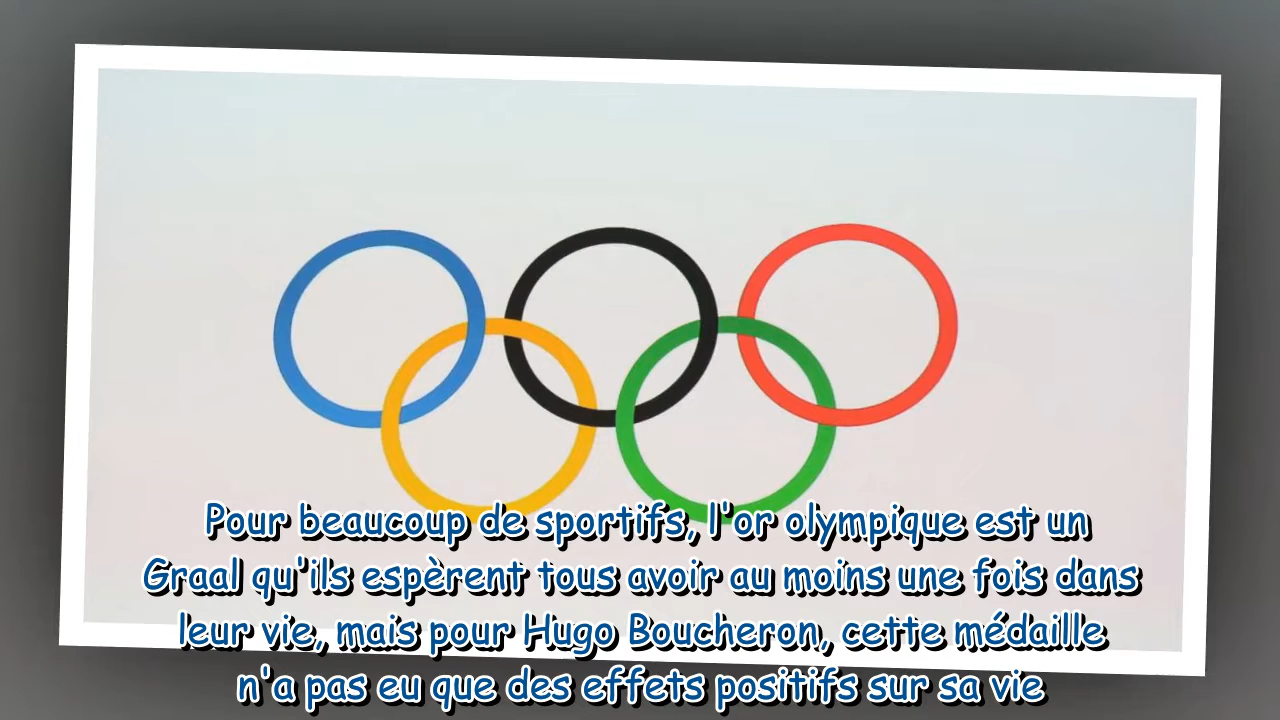 Pour beaucoup de sportifs, l'or olympique est un
Graal qu'ils espèrent tous avoir au moins une fois dans
leur vie, mais pour Hugo Boucheron, cette médaille
n'a pas eu que des effets positifs sur sa vie